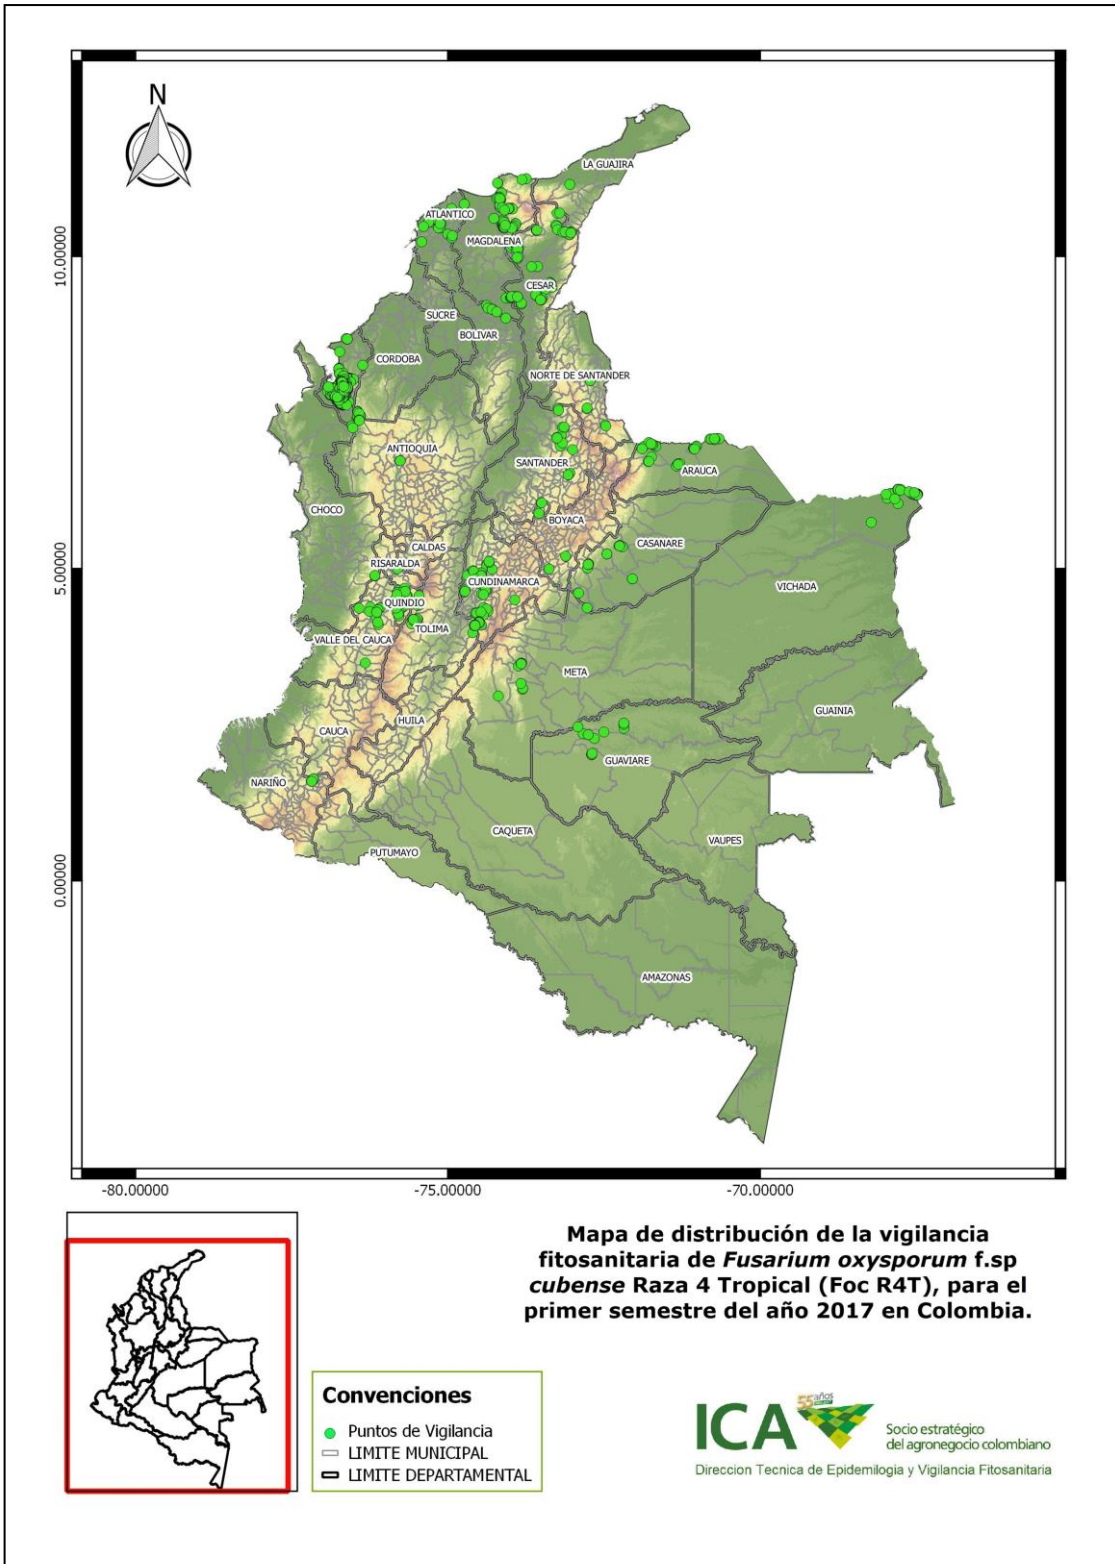 N
LA GUAJIRA
ATLANTICO
MAGDALENA
10.00000
CESAR
SUCRE
BOLIVAR
CORDOBA
NORTE DE SANTANDER
ANTIOQUIA
SANTANDER
ARAUCA
CHOCO
BOYACA
CASANARE
CALDAS
RISARALDA
5.00000
CUNDINAMARCA
VICHADA
QUINDIO
TOLIMA
VALLE DEL CAUCA
META
GUAINIA
HUILA
CAUCA
GUAVIARE
NARIÑO
CAQUETA
VAUPES
PUTUMAYO
0.00000
AMAZONAS
-80.00000
-75.00000
-70.00000
Mapa de distribución de la vigilancia
fitosanitaria de Fusarium oxysporum f.sp
cubense Raza 4 Tropical (Foc R4T), para el
primer semestre del año 2017 en Colombia.
Convenciones
Puntos de Vigilancia
LIMITE MUNICIPAL
LIMITE DEPARTAMENTAL
55 años
ICA
Socio estratégico
del agronegocio colombiano
Direccion Tecnica de Epidemilogia y Vigilancia Fitosanitaria